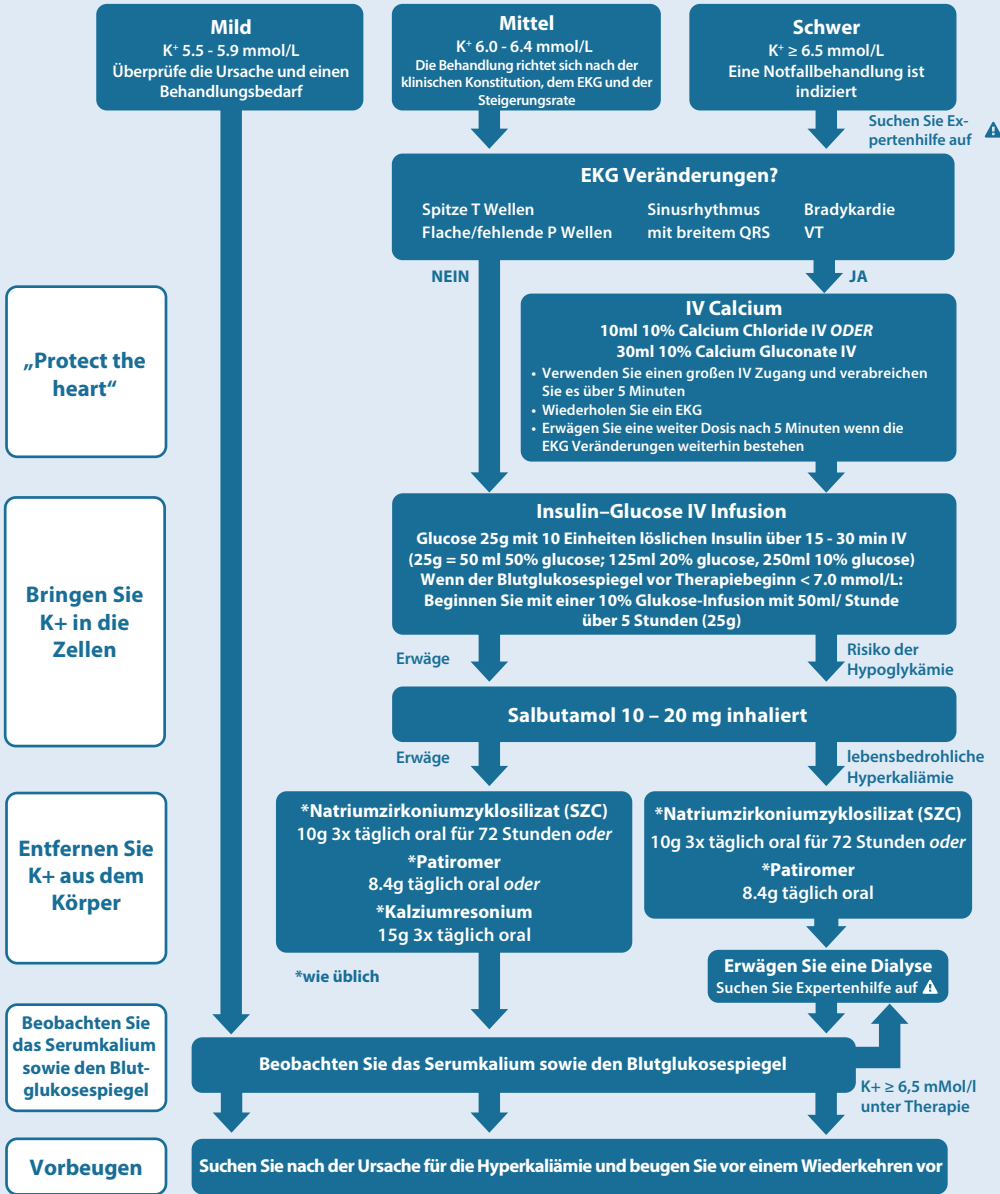 Mild
K⁺ 5.5 - 5.9 mmol/L
Überprüfe die Ursache und einen
Behandlungsbedarf
Mittel
K⁺ 6.0 - 6.4 mmol/L
Die Behandlung richtet sich nach der
klinischen Konstitution, dem EKG und der
Steigerungsrate
Schwer
K⁺ ≥ 6.5 mmol/L
Eine Notfallbehandlung ist
indiziert
Suchen Sie Ex-
pertenhilfe auf
EKG Veränderungen?
Spitze T Wellen
Flache/fehlende P Wellen
Sinusrhythmus
mit breitem QRS
Bradykardie
VT
NEIN
JA
„Protect the
heart“
IV Calcium
10ml 10% Calcium Chloride IV ODER
30ml 10% Calcium Gluconate IV
• Verwenden Sie einen großen IV Zugang und verabreichen
Sie es über 5 Minuten
• Wiederholen Sie ein EKG
• Erwägen Sie eine weiter Dosis nach 5 Minuten wenn die
EKG Veränderungen weiterhin bestehen
Bringen Sie
K+ in die
Zellen
Insulin–Glucose IV Infusion
Glucose 25g mit 10 Einheiten löslichen Insulin über 15 - 30 min IV
(25g = 50 ml 50% glucose; 125ml 20% glucose, 250ml 10% glucose)
Wenn der Blutglukosespiegel vor Therapiebeginn < 7.0 mmol/L:
Beginnen Sie mit einer 10% Glukose-Infusion mit 50ml/ Stunde
über 5 Stunden (25g)
Erwäge
Risiko der
Hypoglykämie
Salbutamol 10 – 20 mg inhaliert
Erwäge
lebensbedrohliche
Hyperkaliämie
Entfernen Sie
K+ aus dem
Körper
*Natriumzirkoniumzyklosilizat (SZC)
10g 3x täglich oral für 72 Stunden oder
*Patiromer
8.4g täglich oral oder
*Kalziumresonium
15g 3x täglich oral
*Natriumzirkoniumzyklosilizat (SZC)
10g 3x täglich oral für 72 Stunden oder
*Patiromer
8.4g täglich oral
*wie üblich
Erwägen Sie eine Dialyse
Suchen Sie Expertenhilfe auf
Beobachten Sie
das Serumkalium
sowie den Blut-
glukosespiegel
Beobachten Sie das Serumkalium sowie den Blutglukosespiegel
K+ ≥ 6,5 mMol/l
unter Therapie
Vorbeugen
Suchen Sie nach der Ursache für die Hyperkaliämie und beugen Sie vor einem Wiederkehren vor